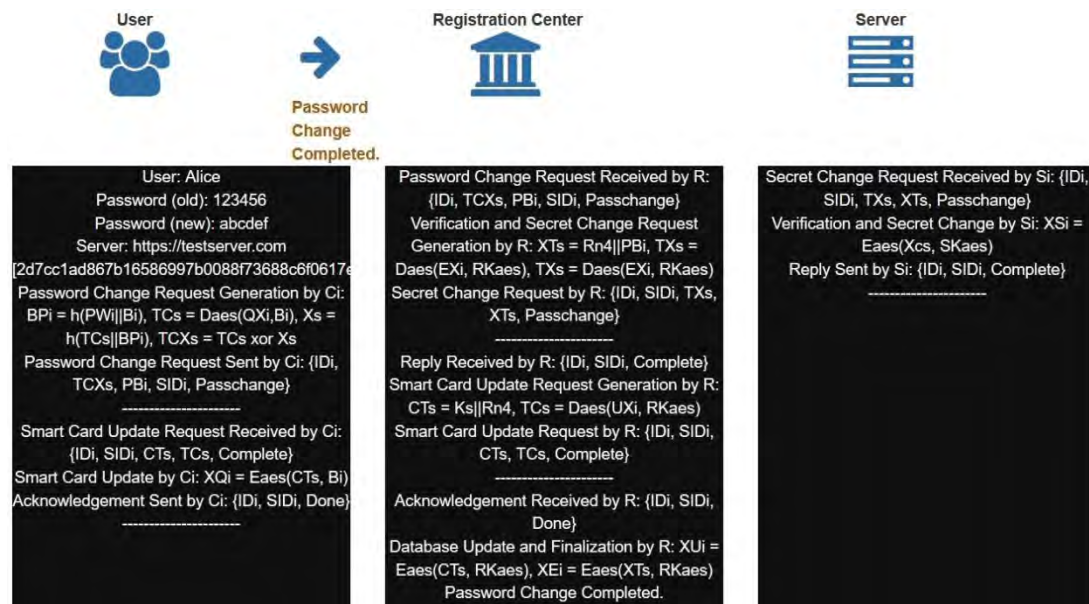 User
Registration Center
Server
Password
Change
Completed.
User: Alice
Password (old): 123456
Password (new): abcdef
Server: https://testserver.com
[2d7cc1ad867b16586997b0088f73688c6f0617e
Password Change Request Generation by Ci:
BPi = h(PWi||Bi), TCs = Daes(QXi,Bi), Xs =
h(TCs||BPi), TCXs = TCs xor Xs
Password Change Request Sent by Ci: {IDi,
TCXs, PBi, SIDi, Passchange}
----------------------
Smart Card Update Request Received by Ci:
{IDi, SIDi, CTs, TCs, Complete}
Smart Card Update by Ci: XQi = Eaes(CTs, Bi)
Acknowledgement Sent by Ci: {IDi, SIDi, Done}
----------------------
Password Change Request Received by R:
{IDi, TCXs, PBi, SIDi, Passchange}
Verification and Secret Change Request
Generation by R: XTs = Rn4||PBi, TXs =
Daes(EXi, RKaes), TXs = Daes(EXi, RKaes)
Secret Change Request by R: {IDi, SIDi, TXs,
XTs, Passchange}
----------------------
Reply Received by R: {IDi, SIDi, Complete}
Smart Card Update Request Generation by R:
CTs = Ks||Rn4, TCs = Daes(UXi, RKaes)
Smart Card Update Request by R: {IDi, SIDi,
CTs, TCs, Complete}
----------------------
Acknowledgement Received by R: {IDi, SIDi,
Done}
Database Update and Finalization by R: XUi =
Eaes(CTs, RKaes), XEi = Eaes(XTs, RKaes)
Password Change Completed.
Secret Change Request Received by Si: {IDi,
SIDi, TXs, XTs, Passchange}
Verification and Secret Change by Si: XSi =
Eaes(Xcs, SKaes)
Reply Sent by Si: {IDi, SIDi, Complete}
----------------------